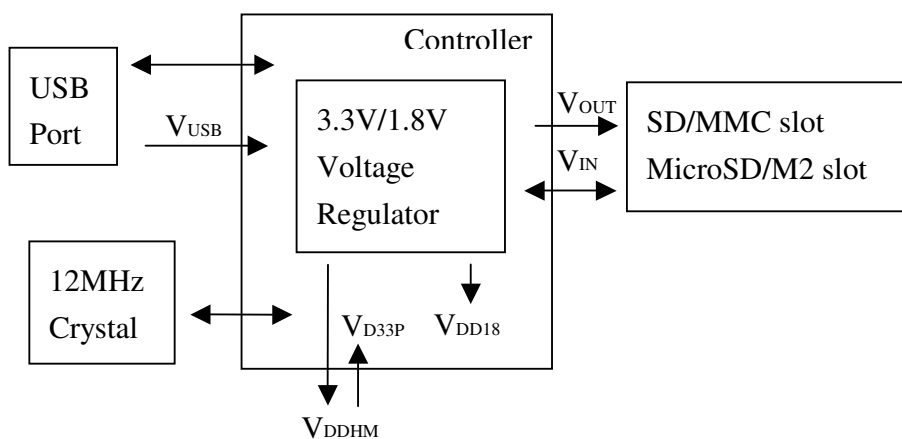 Controller
USB
Port
VUSB
3.3V/1.8V
Voltage
Regulator
VOUT
VIN
SD/MMC slot
MicroSD/M2 slot
12MHz
Crystal
VD33P
VDD18
VDDHM